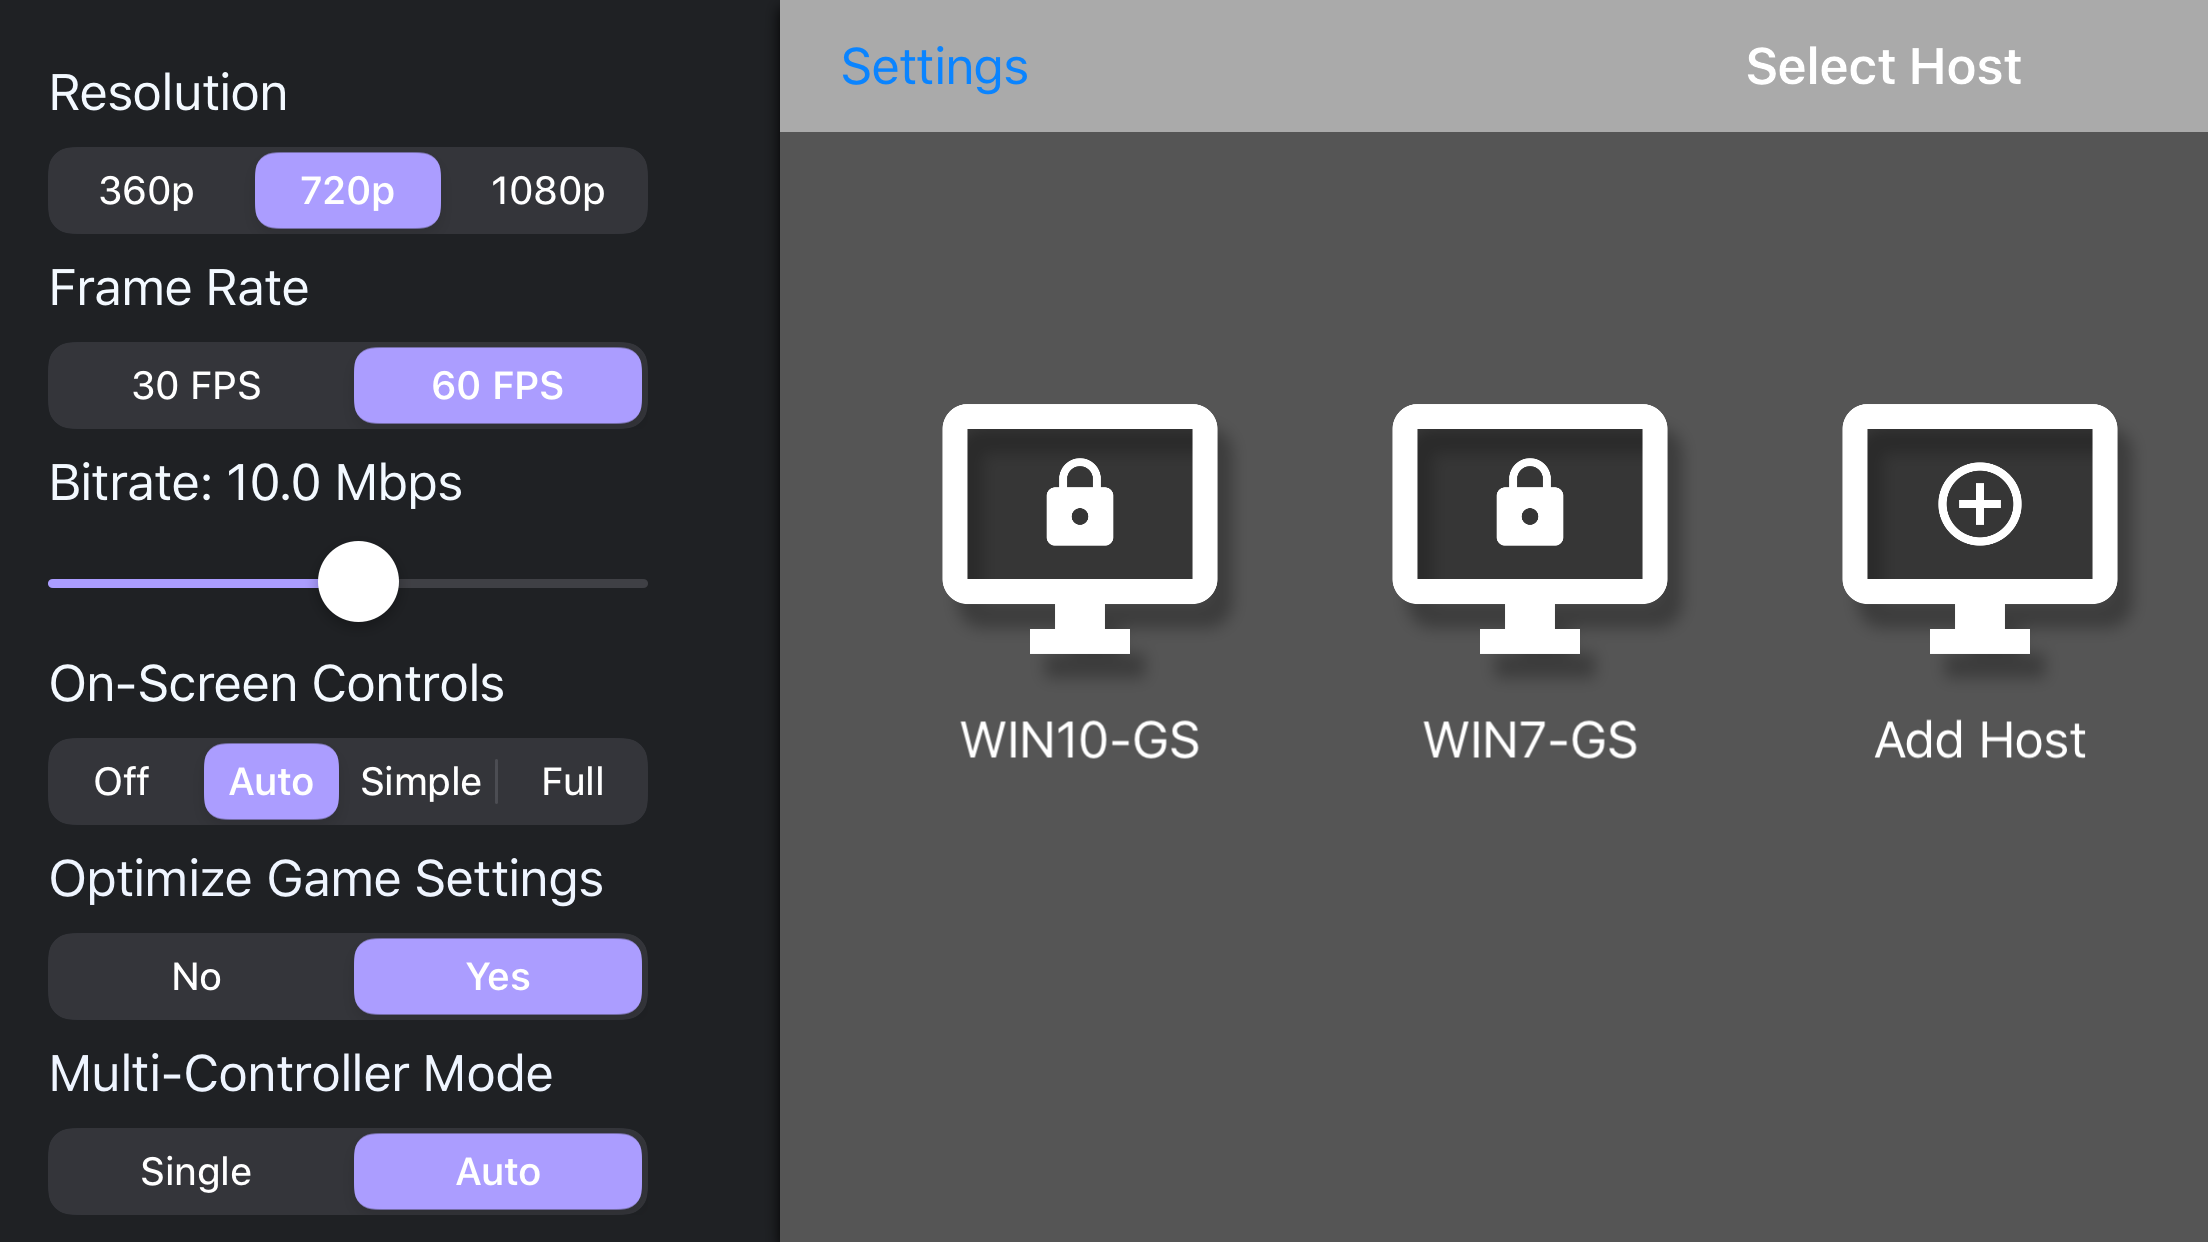 Resolution
360p 720p 1080p
Frame Rate
30 FPS 60 FPS
Bitrate: 10.0 Mbps
On-Screen Controls
Off Auto Simple Full
Optimize Game Settings
No Yes
Multi-Controller Mode
Single Auto
Settings Select Host
WIN10-GS WIN7-GS Add Host